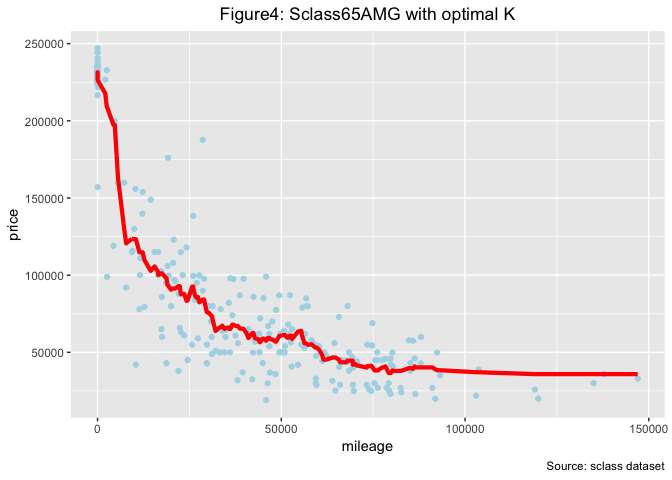 Figure4: Sclass65AMG with optimal K
250000
200000
150000
100000
50000
price
0
50000
100000
150000
mileage
Source: sclass dataset